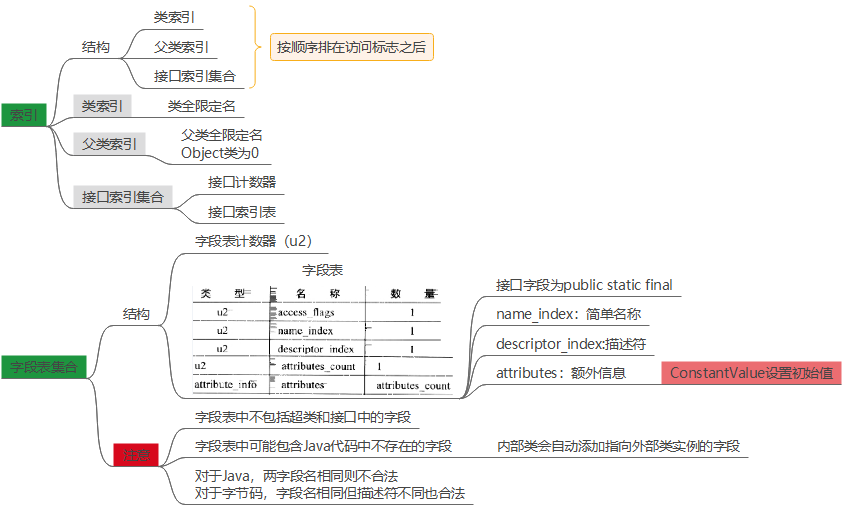 索引
结构
类索引
父类索引
接口索引集合
按顺序排在访问标志之后
类索引
类全限定名
父类索引
父类全限定名
Object类为0
接口索引集合
接口计数器
接口索引表
字段表集合
结构
字段表计数器（u2）
字段表
类 型 名 称 数 量
u2 access_flags 1
u2 name_index 1
u2 descriptor_index 1
u2 attributes_count 1
attribute_info attributes attributes_count
接口字段为public static final
name_index：简单名称
descriptor_index:描述符
attributes：额外信息
ConstantValue设置初始值
注意
字段表中不包括超类和接口中的字段
字段表中可能包含Java代码中不存在的字段
内部类会自动添加指向外部类实例的字段
对于Java，两字段名相同则不合法
对于字节码，字段名相同但描述符不同也合法